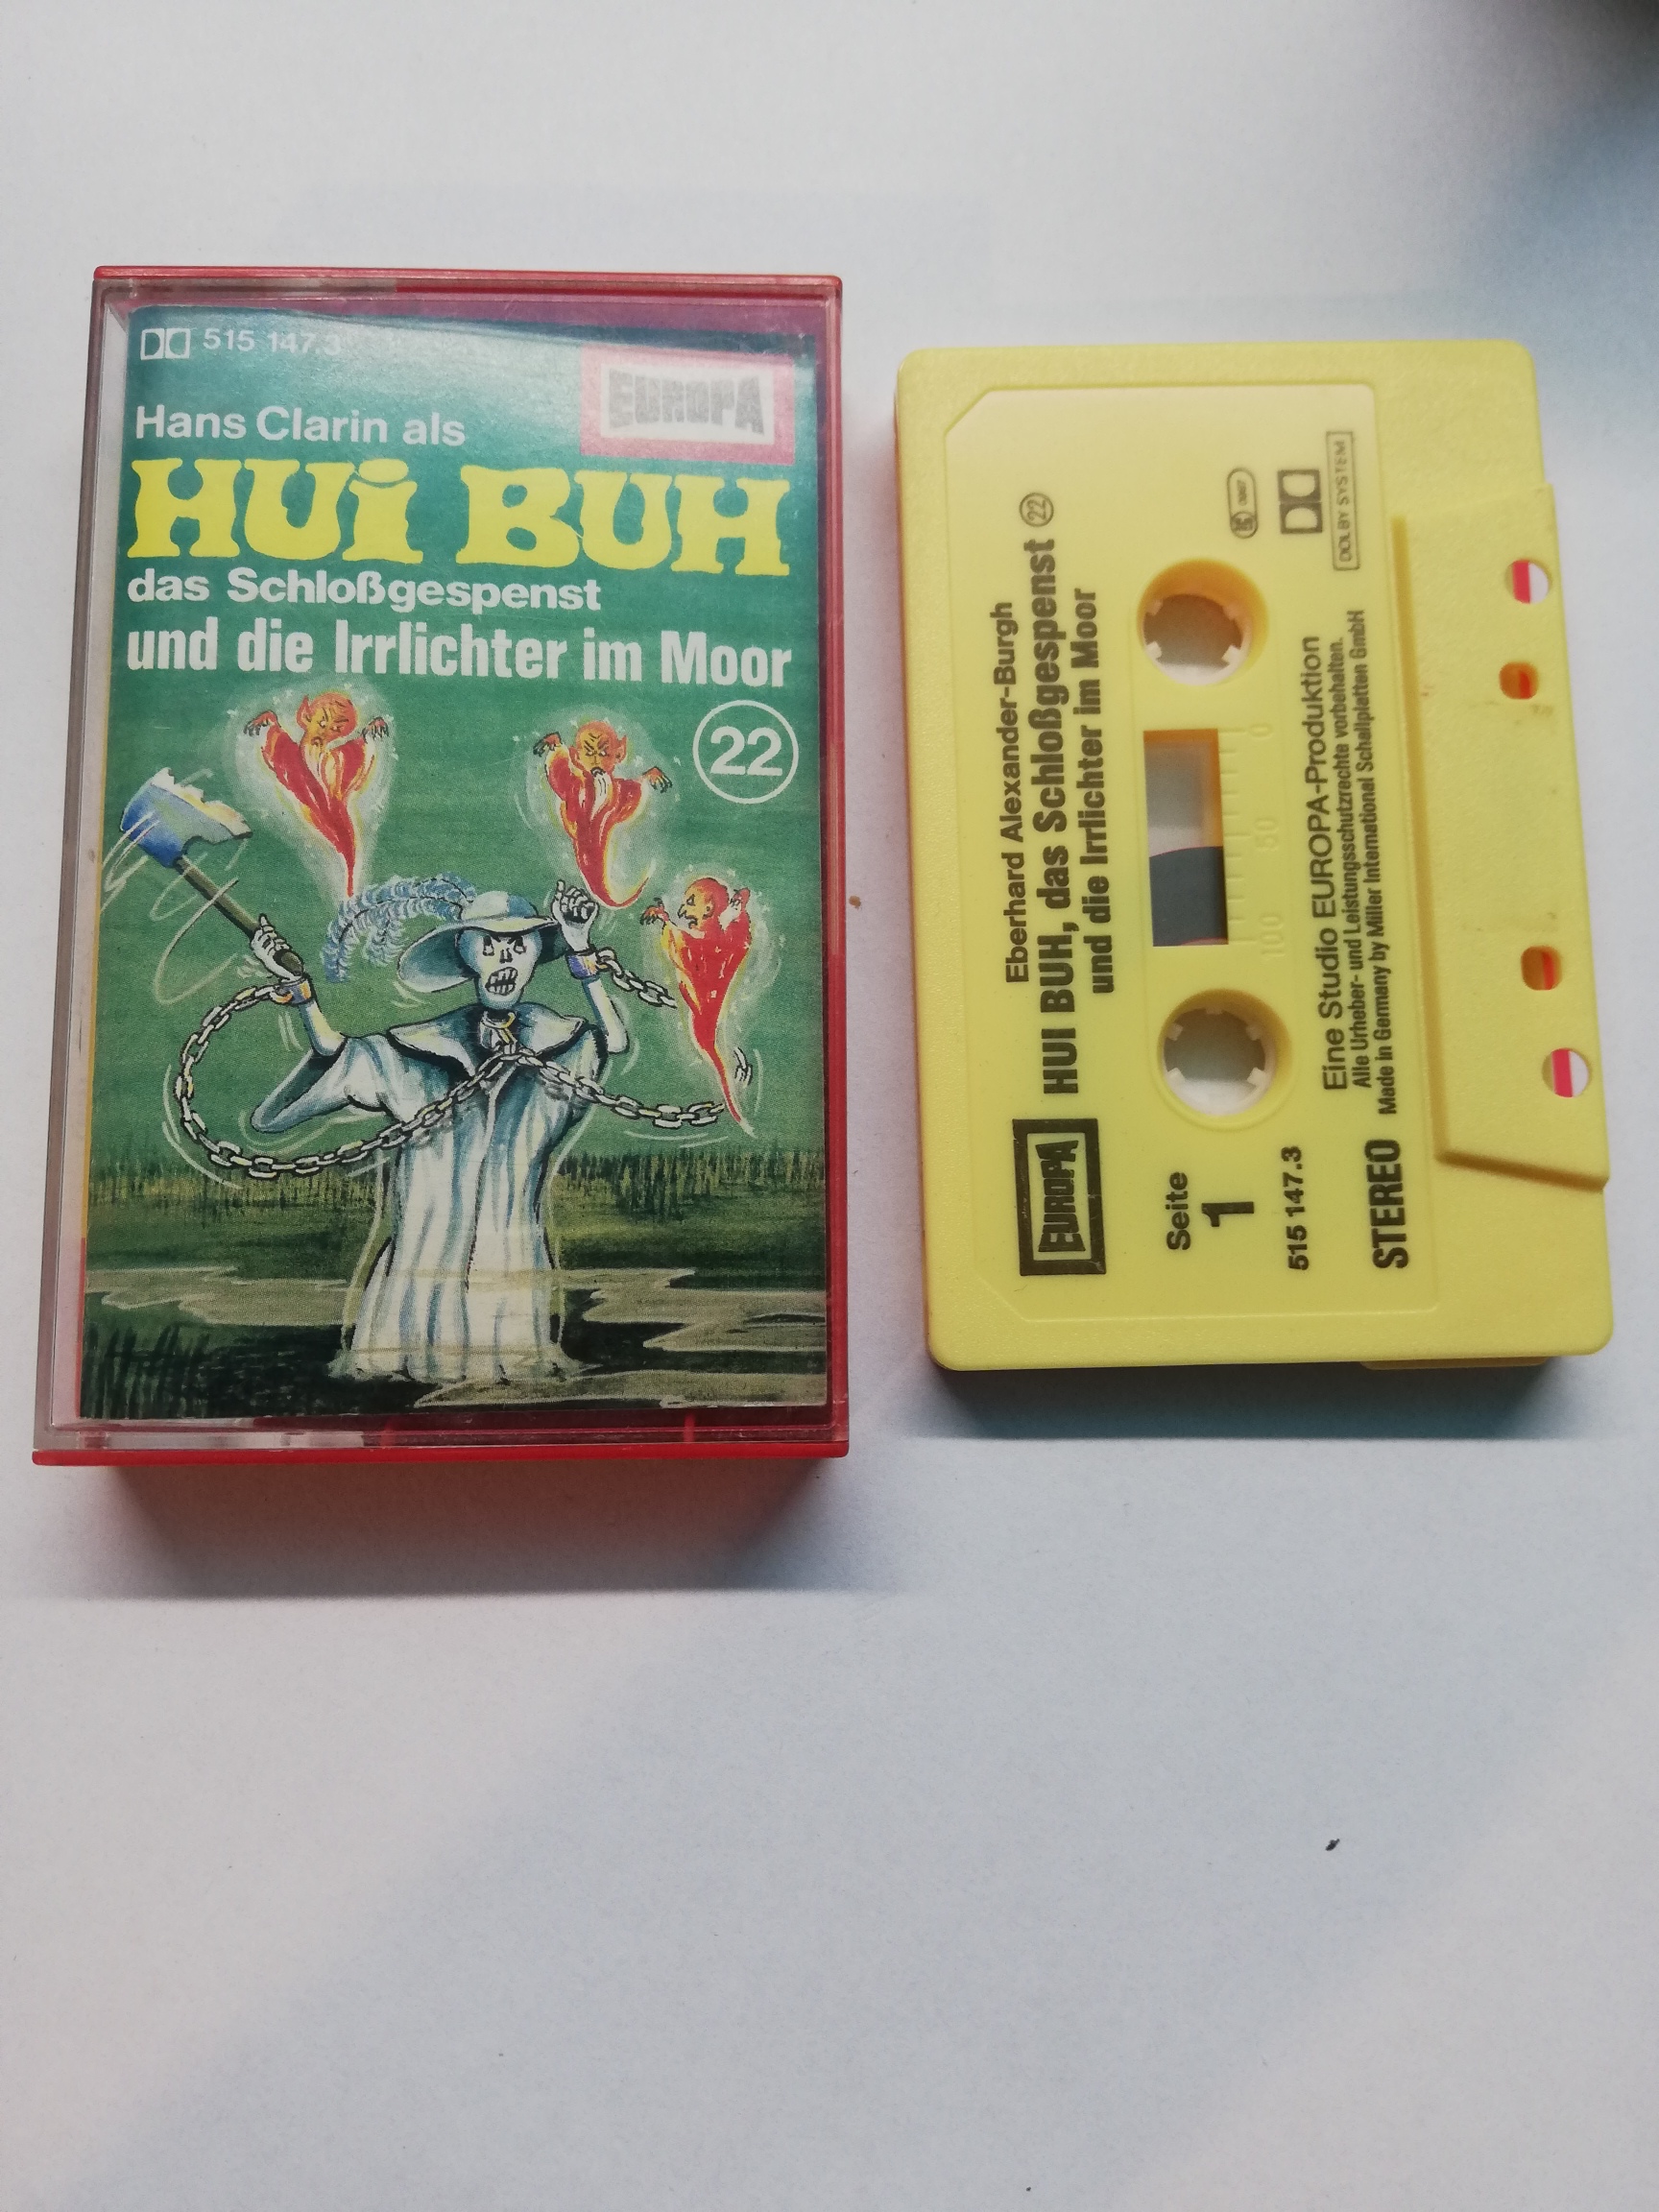 515 147.3
EUROPA
Hans Clarin als
HUi BUH
das Schloßgespenst
und die Irrlichter im Moor
22
Eberhard Alexander-Burgh
HUI BUH, das Schloßgespenst 22
und die Irrlichter im Moor
EUROPA
Seite
1
515 147.3
STEREO
100 50 0
DOLBY SYSTEM
Eine Studio EUROPA-Produktion
Alle Urheber- und Leistungsschutzrechte vorbehalten.
Made in Germany by Miller International Schallplatten GmbH